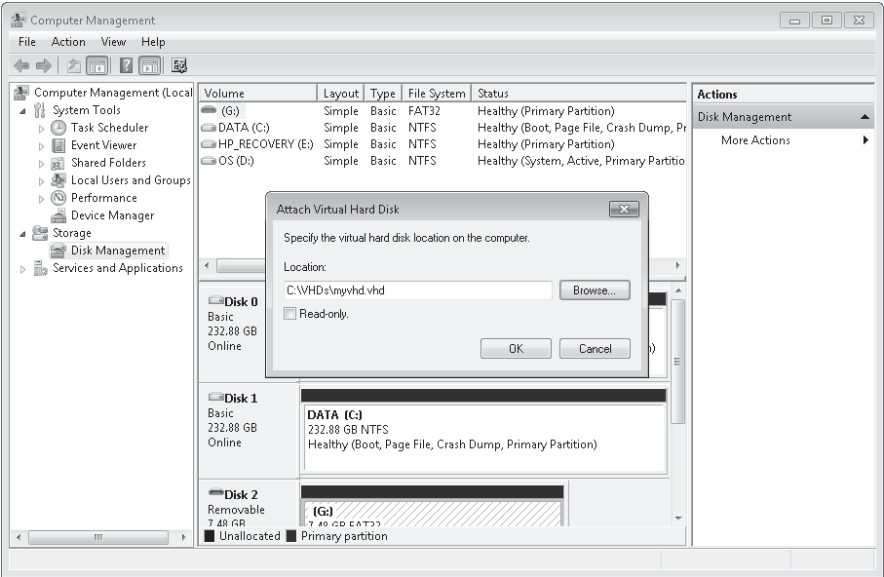 Computer Management
File Action View Help
Computer Management (Local
System Tools
Task Scheduler
Event Viewer
Shared Folders
Local Users and Groups
Performance
Device Manager
Storage
Disk Management
Services and Applications
Volume Layout Type File System Status
(G:) Simple Basic FAT32 Healthy (Primary Partition)
DATA (C:) Simple Basic NTFS Healthy (Boot, Page File, Crash Dump, Pr
HP_RECOVERY (E:) Simple Basic NTFS Healthy (Primary Partition)
OS (D:) Simple Basic NTFS Healthy (System, Active, Primary Partitio
Attach Virtual Hard Disk
Specify the virtual hard disk location on the computer.
Location:
C:\VHDs\myvhd.vhd Browse...
Read-only.
OK Cancel
Disk 0
Basic
232.88 GB
Online
Disk 1
Basic
232.88 GB
Online
DATA (C:)
232.88 GB NTFS
Healthy (Boot, Page File, Crash Dump, Primary Partition)
Disk 2
Removable
7.48 GB
(G:)
7.48 GB FAT32
Unallocated Primary partition
Actions
Disk Management
More Actions